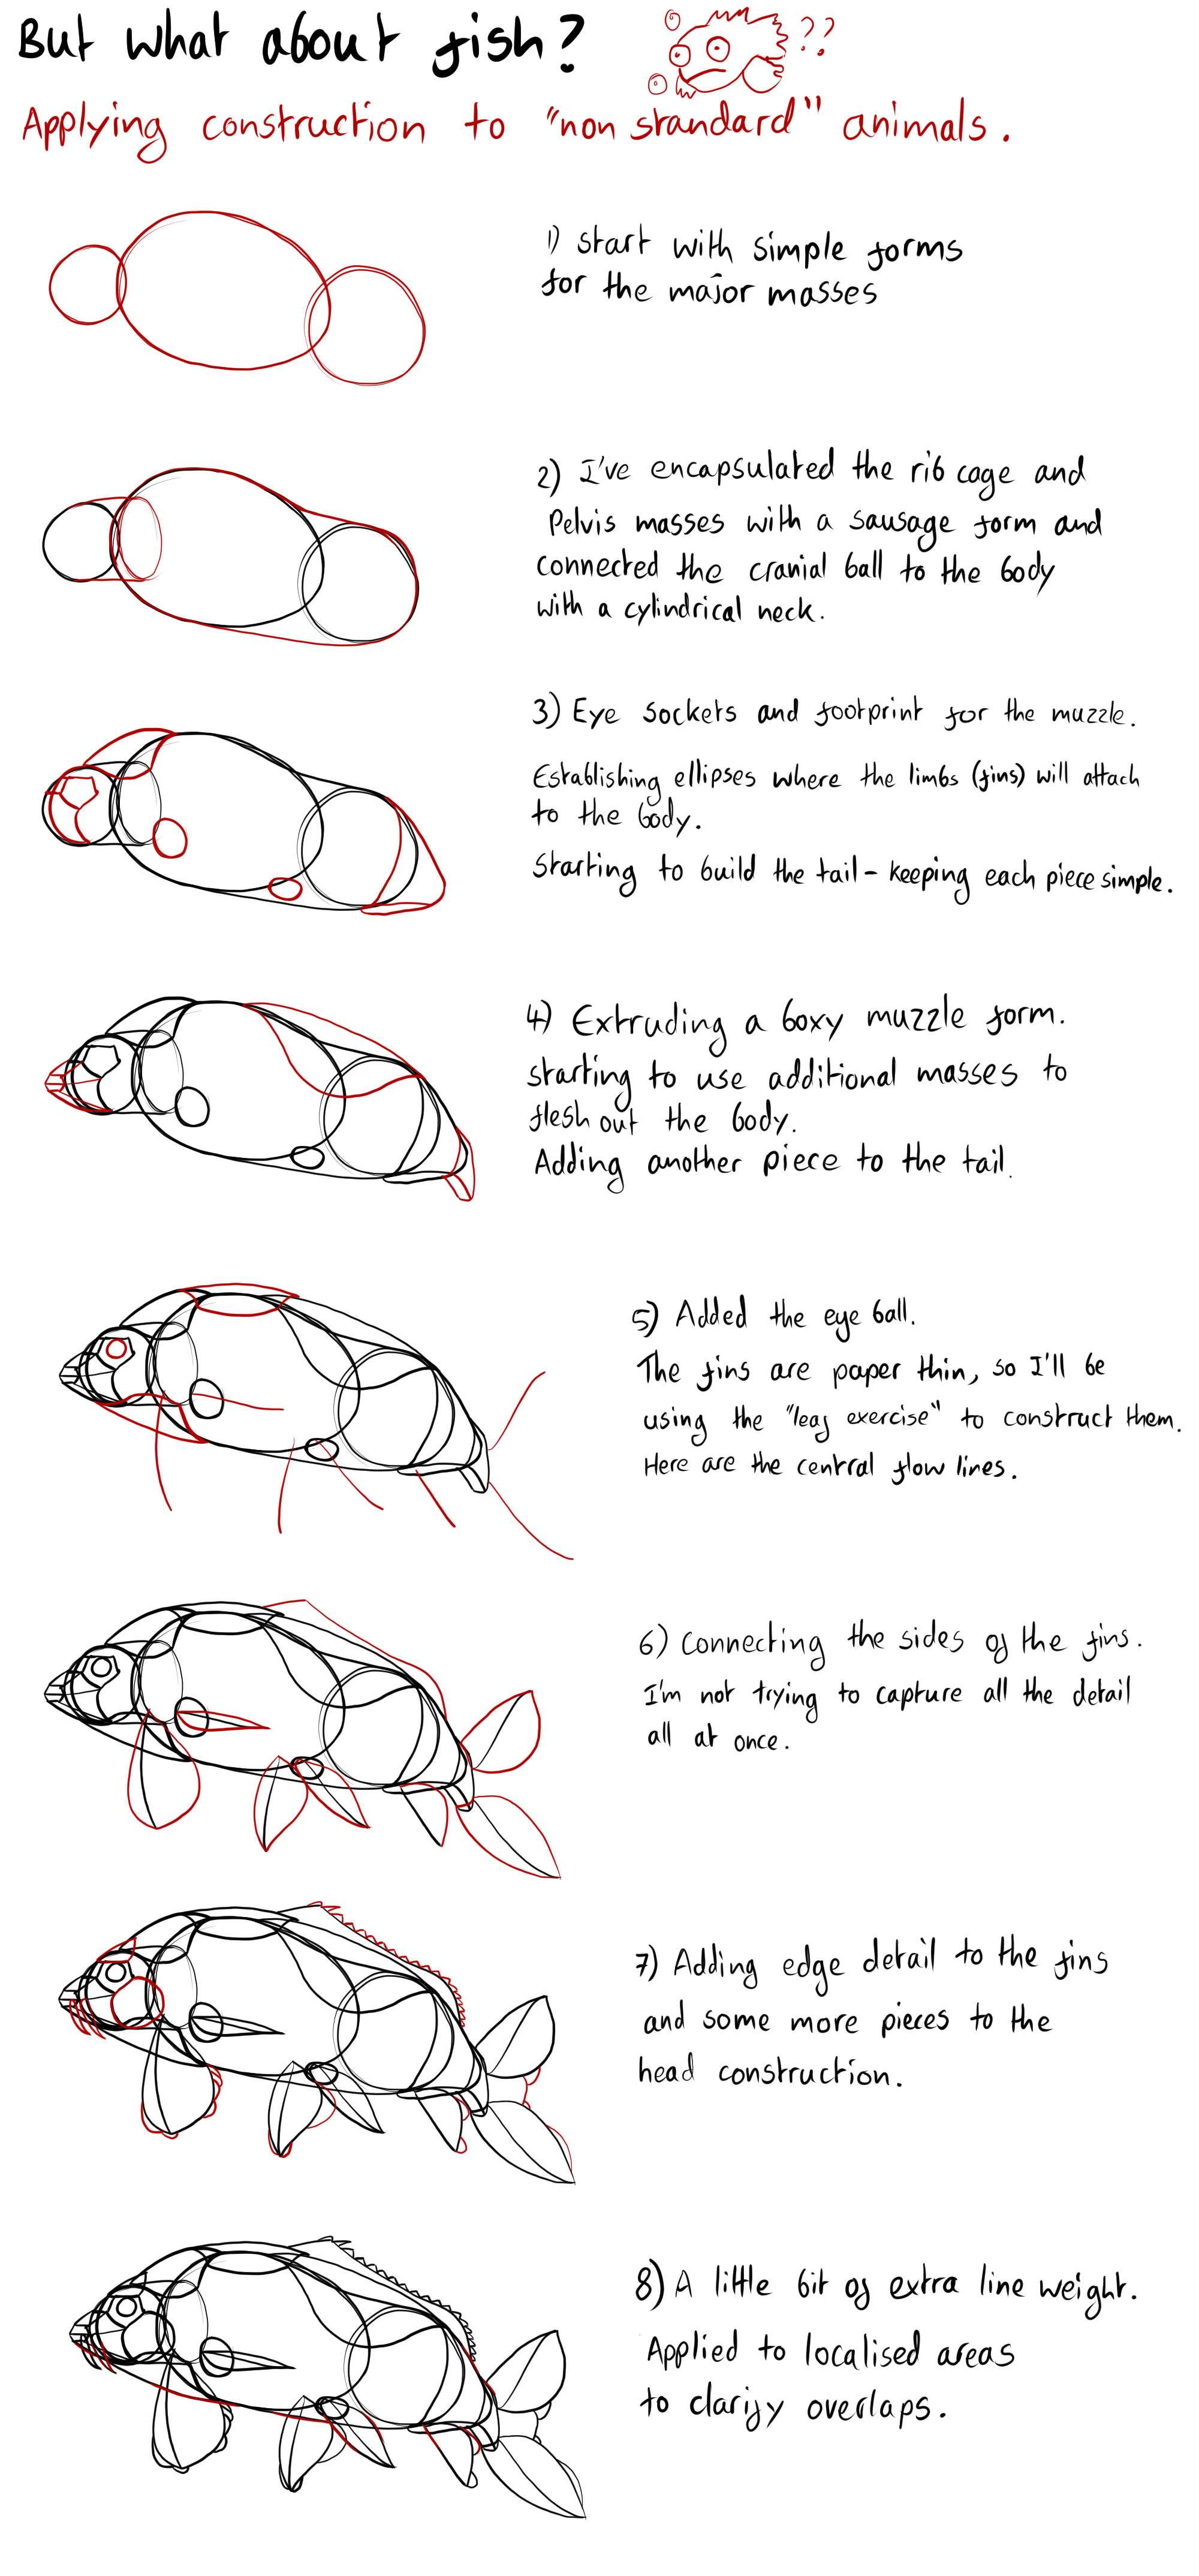 But what about fish?
??
Applying construction to "non standard" animals.
1) start with simple forms
for the major masses
2) I've encapsulated the rib cage and
Pelvis masses with a sausage form and
connected the cranial ball to the body
with a cylindrical neck.
3) Eye sockets and footprint for the muzzle.
Establishing ellipses where the limbs (fins) will attach
to the body.
Starting to build the tail - keeping each piece simple.
4) Extruding a boxy muzzle form.
starting to use additional masses to
flesh out the body.
Adding another piece to the tail.
5) Added the eye ball.
The fins are paper thin, so I'll be
using the "leaf exercise" to construct them.
Here are the central flow lines.
6) Connecting the sides of the fins.
I'm not trying to capture all the detail
all at once.
7) Adding edge detail to the fins
and some more pieces to the
head construction.
8) A little bit of extra line weight.
Applied to localised areas
to clarify overlaps.